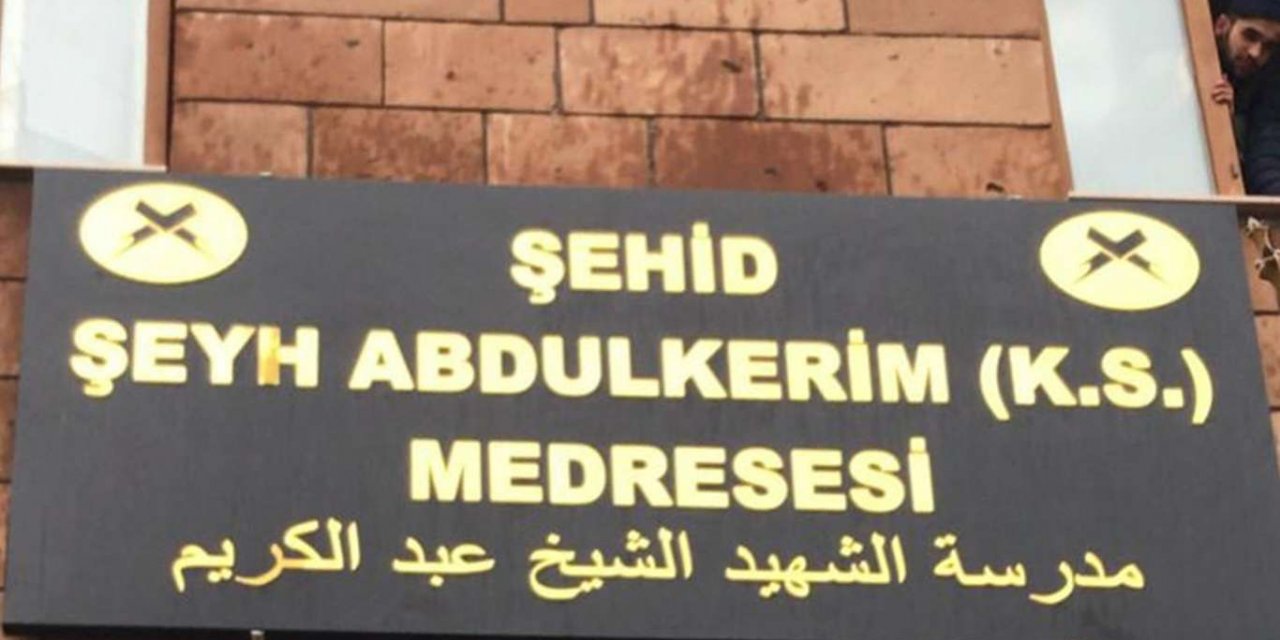 ŞEHİD
ŞEYH ABDULKERİM (K.S.)
MEDRESESİ
مدرسة الشهيد الشيخ عبد الكريم